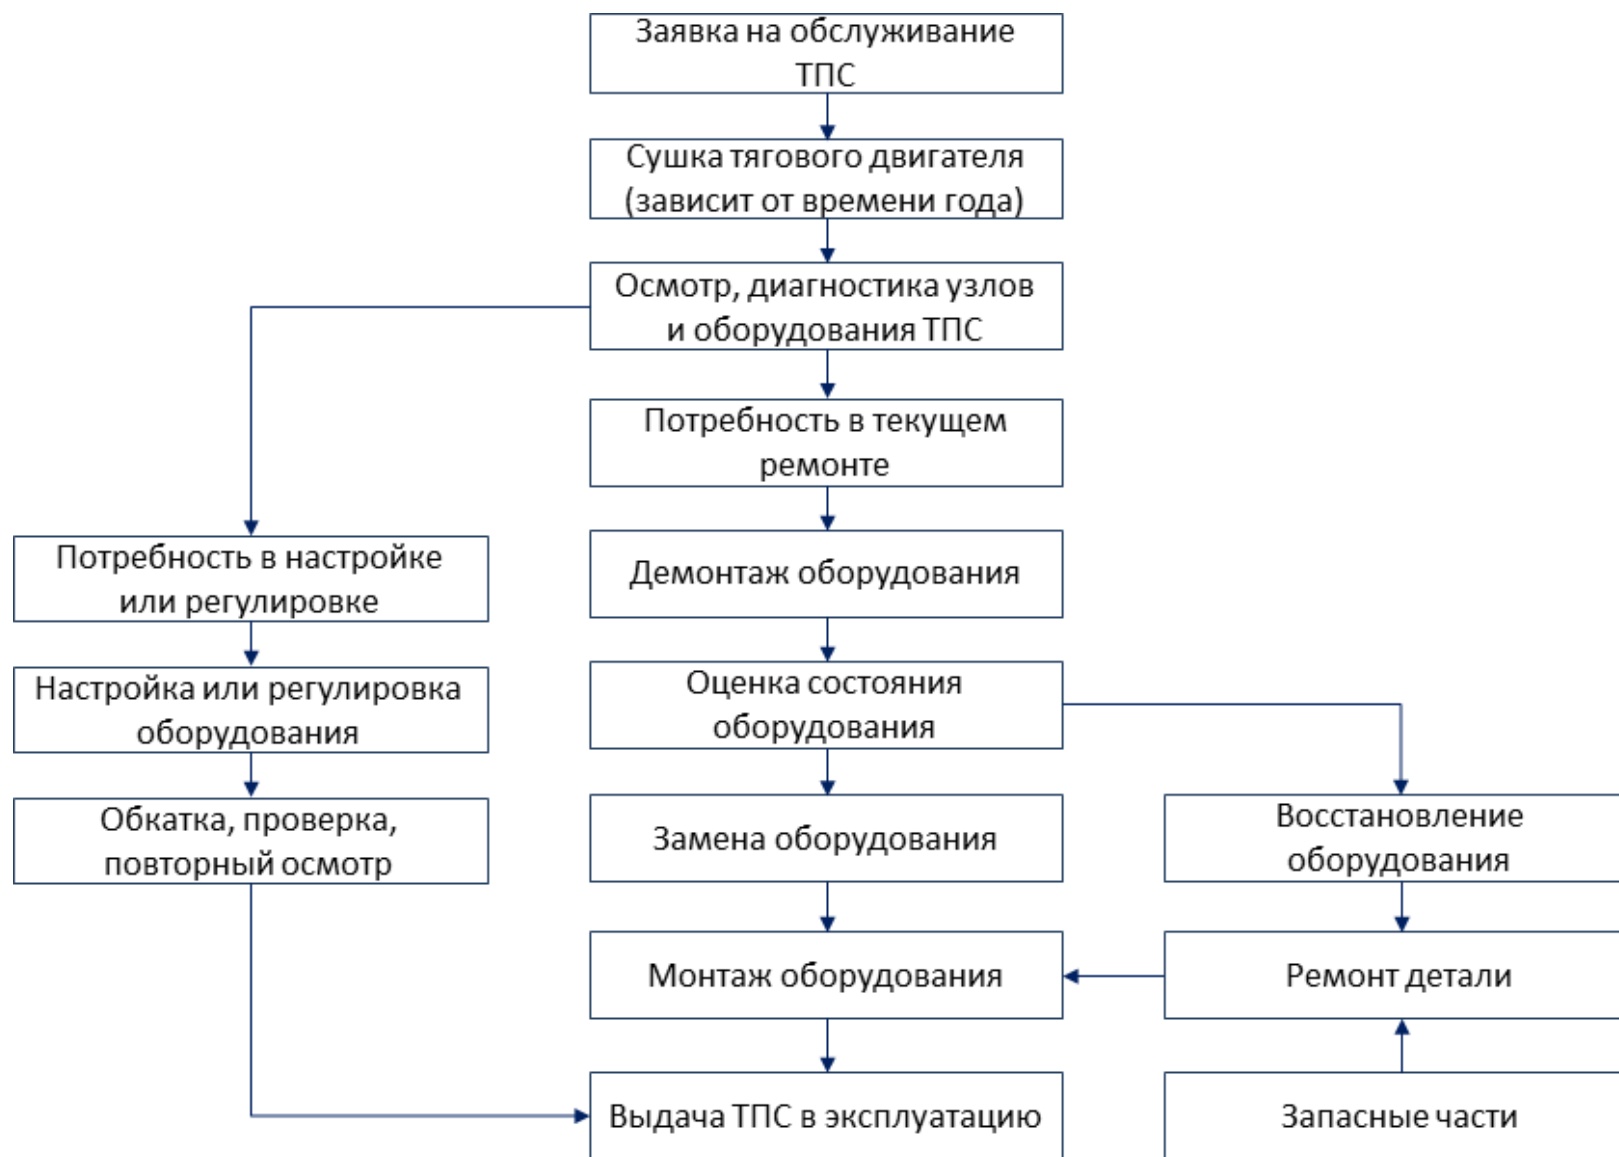 Заявка на обслуживание
ТПС
Сушка тягового двигателя
(зависит от времени года)
Осмотр, диагностика узлов
и оборудования ТПС
Потребность в текущем
ремонте
Потребность в настройке
или регулировке
Демонтаж оборудования
Настройка или регулировка
оборудования
Оценка состояния
оборудования
Обкатка, проверка,
повторный осмотр
Замена оборудования
Восстановление
оборудования
Монтаж оборудования
Ремонт детали
Выдача ТПС в эксплуатацию
Запасные части